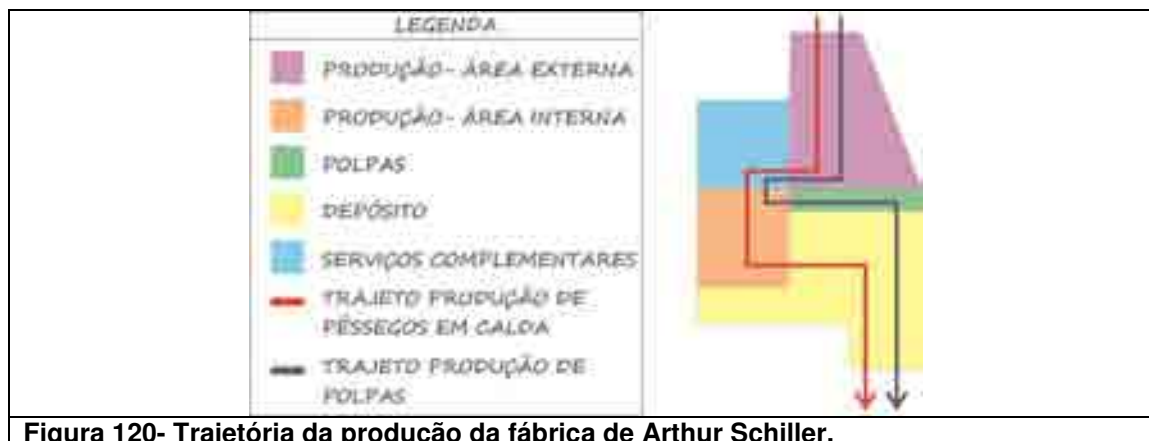 LEGENDA
PRODUÇÃO- ÁREA EXTERNA
PRODUÇÃO- ÁREA INTERNA
POLPAS
DEPÓSITO
SERVIÇOS COMPLEMENTARES
TRAJETO PRODUÇÃO DE
PÊSSEGOS EM CALDA
TRAJETO PRODUÇÃO DE
POLPAS
Figura 120- Trajetória da produção da fábrica de Arthur Schiller.